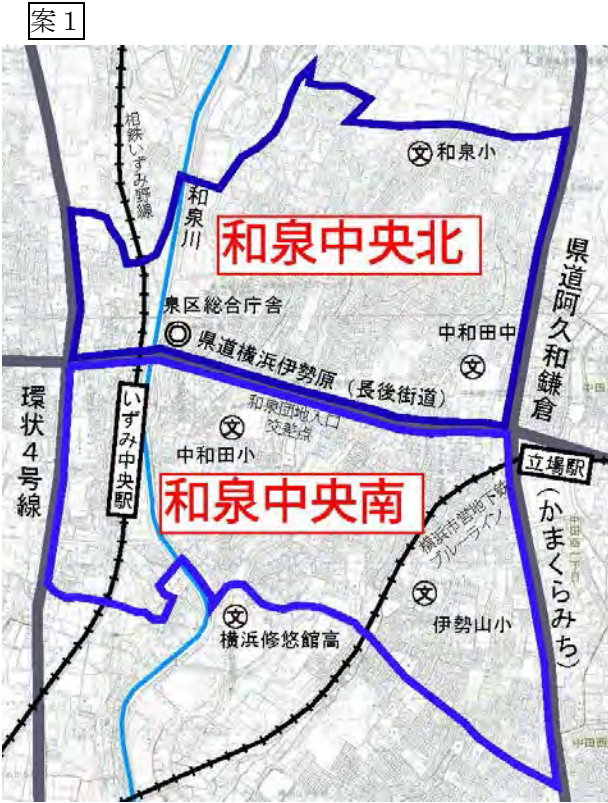 案１
相鉄いずみ野線
和泉川
和泉小
和泉中央北
県道阿久和鎌倉
(かまくらみち)
泉区総合庁舎
県道横浜伊勢原（長後街道）
中和田中
環状４号線
いずみ中央駅
和泉団地入口
交差点
中和田小
立場駅
和泉中央南
横浜市営地下鉄
ブルーライン
伊勢山小
横浜修悠館高
中田西